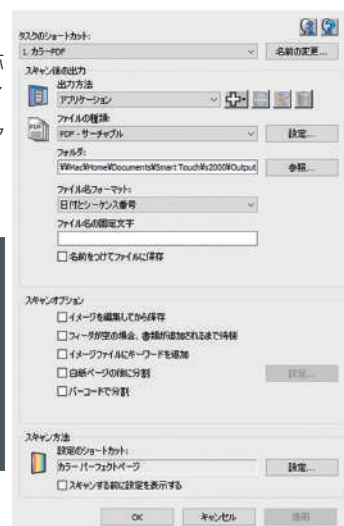 タスクのショートカット:
1. カラーPDF
名前の変更...
スキャン後の出力
出力方法
アプリケーション
ファイルの種類:
PDF - サーチャブル
設定...
フォルダ:
¥¥Mac¥Home¥Documents¥Smart Touch¥s2000¥Output
参照...
ファイル名フォーマット:
日付とシーケンス番号
ファイル名の固定文字
名前をつけてファイルに保存
スキャンオプション
イメージを編集してから保存
フィーダが空の場合、書類が追加されるまで待機
イメージファイルにキーワードを追加
白紙ページの後に分割
設定...
バーコードで分割
スキャン方法
設定のショートカット:
カラー パーフェクトページ
設定...
スキャンする前に設定を表示する
OK
キャンセル
適用